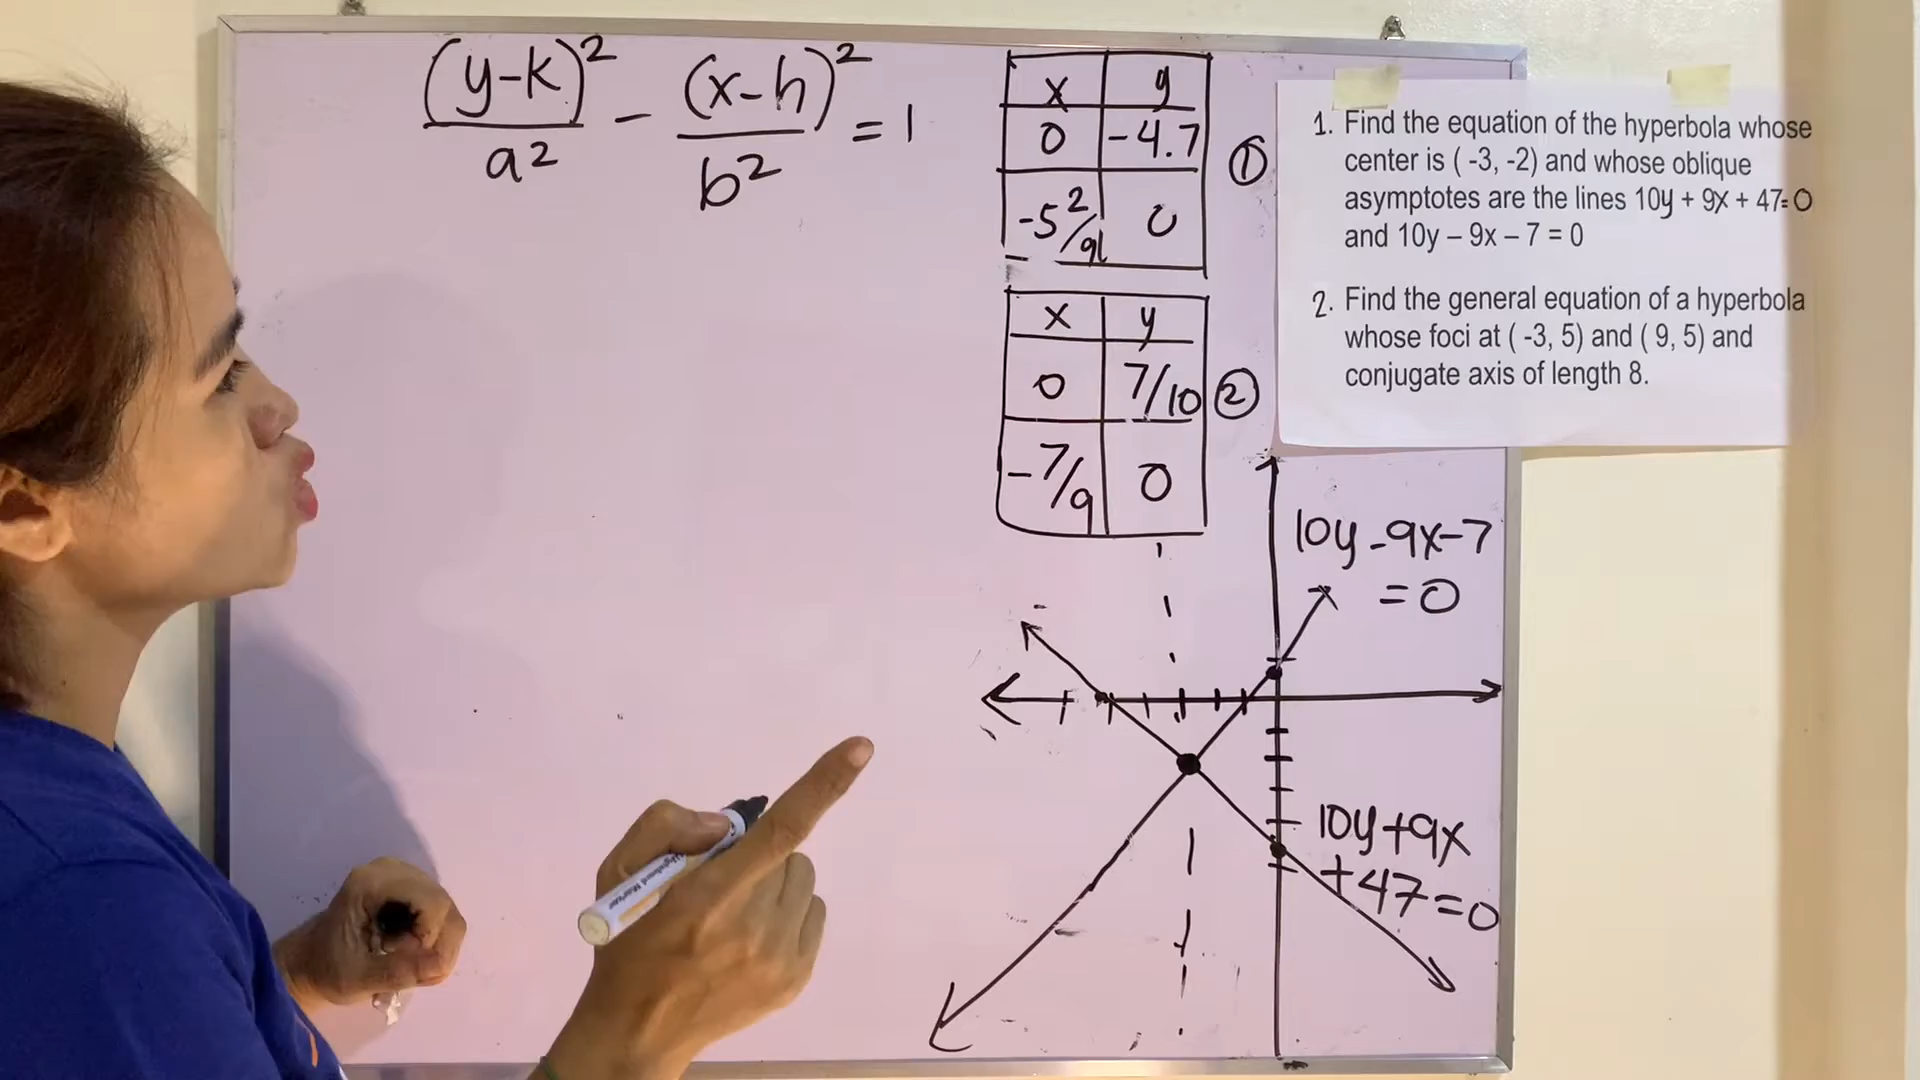 (y-k)² / a² - (x-h)² / b² = 1
x y
0 -4.7
-5 2/9 0
①
x y
0 7/10
-7/9 0
②
1. Find the equation of the hyperbola whose
center is ( -3, -2) and whose oblique
asymptotes are the lines 10y + 9x + 47=0
and 10y – 9x – 7 = 0
2. Find the general equation of a hyperbola
whose foci at ( -3, 5) and ( 9, 5) and
conjugate axis of length 8.
10y-9x-7
=0
10y+9x
+47=0